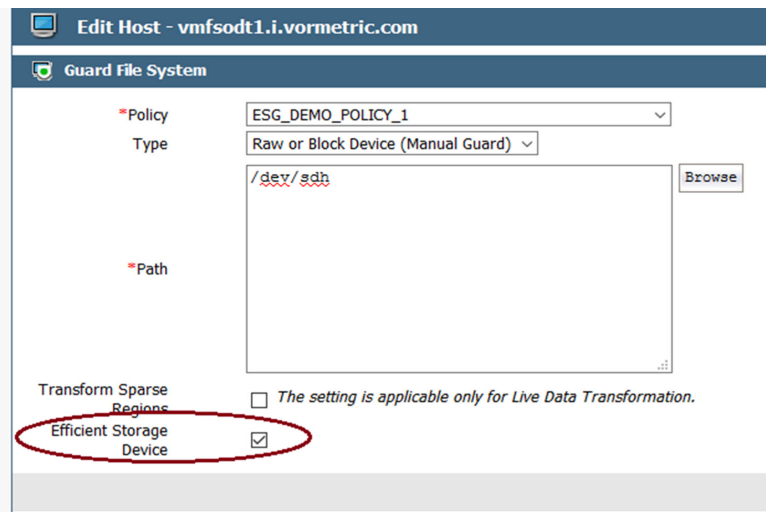 Edit Host - vmfsodt1.i.vormetric.com
Guard File System
*Policy ESG_DEMO_POLICY_1
Type Raw or Block Device (Manual Guard)
/dev/sdh
Browse
*Path
Transform Sparse
Regions
The setting is applicable only for Live Data Transformation.
Efficient Storage
Device